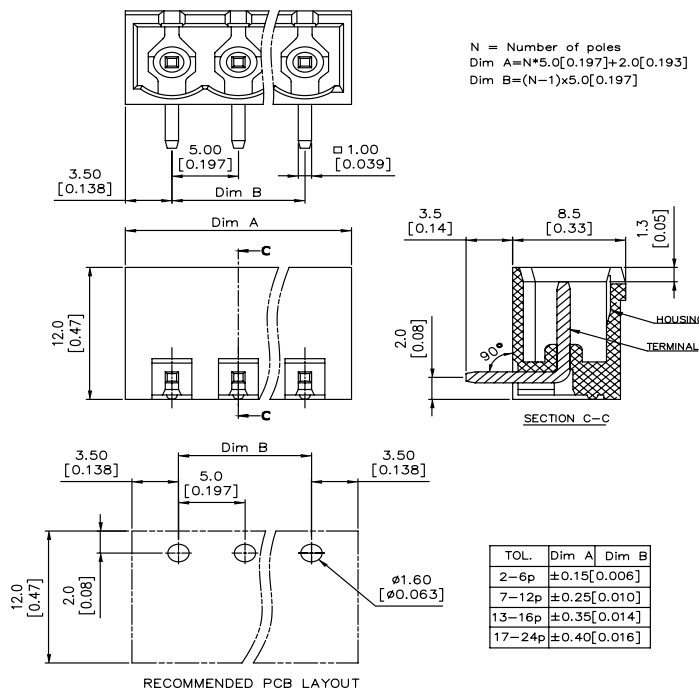 N = Number of poles
Dim A=N*5.0[0.197]+2.0[0.193]
Dim B=(N-1)x5.0[0.197]
5.00
[0.197]
□1.00
[0.039]
3.50
[0.138]
Dim B
Dim A
C
12.0
[0.47]
C
3.5
[0.14]
8.5
[0.33]
1.3
[0.05]
HOUSING
TERMINAL
2.0
[0.08]
90°
SECTION C-C
3.50
[0.138]
Dim B
3.50
[0.138]
5.0
[0.197]
12.0
[0.47]
2.0
[0.08]
ø1.60
[ø0.063]
RECOMMENDED PCB LAYOUT
TOL. Dim A Dim B
2-6p ±0.15[0.006]
7-12p ±0.25[0.010]
13-16p ±0.35[0.014]
17-24p ±0.40[0.016]